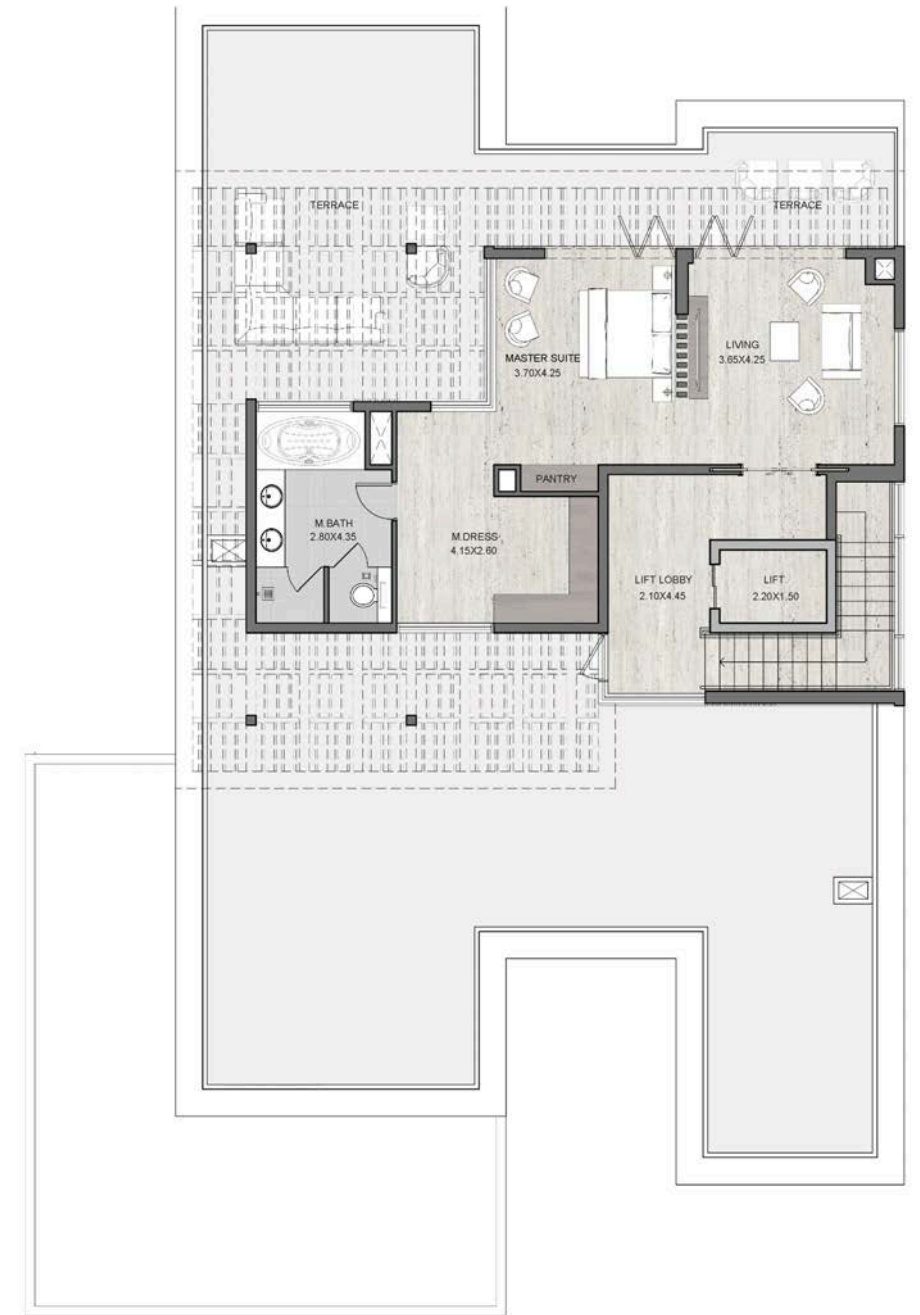 TERRACE
TERRACE
MASTER SUITE
3.70X4.25
LIVING
3.65X4.25
PANTRY
M.BATH
2.80X4.35
M.DRESS
4.15X2.60
LIFT LOBBY
2.10X4.45
LIFT
2.20X1.50